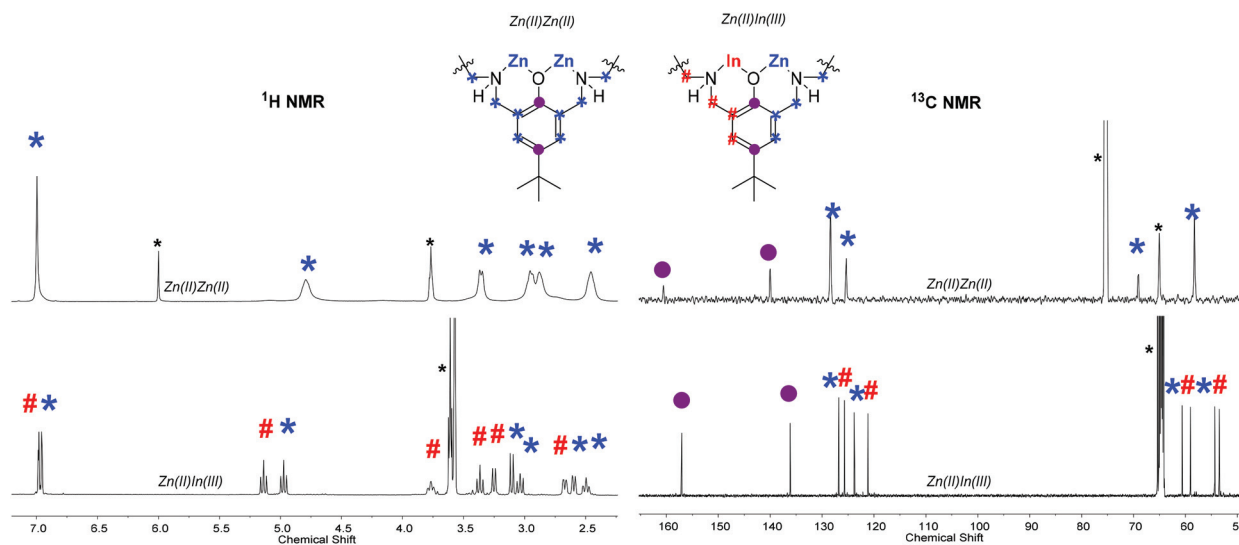 Zn(II)Zn(II)
Zn(II)In(III)
Zn Zn
N O N
H H
In Zn
N O N
H H
¹H NMR
¹³C NMR
* * * * * * * *
# * # * # * # # * * # * *
* * * * * *
* # * # * # * # *
Zn(II)Zn(II)
Zn(II)Zn(II)
Zn(II)In(III)
Zn(II)In(III)
7.0 6.5 6.0 5.5 5.0 4.5 4.0 3.5 3.0 2.5
Chemical Shift
160 150 140 130 120 110 100 90 80 70 60 50
Chemical Shift